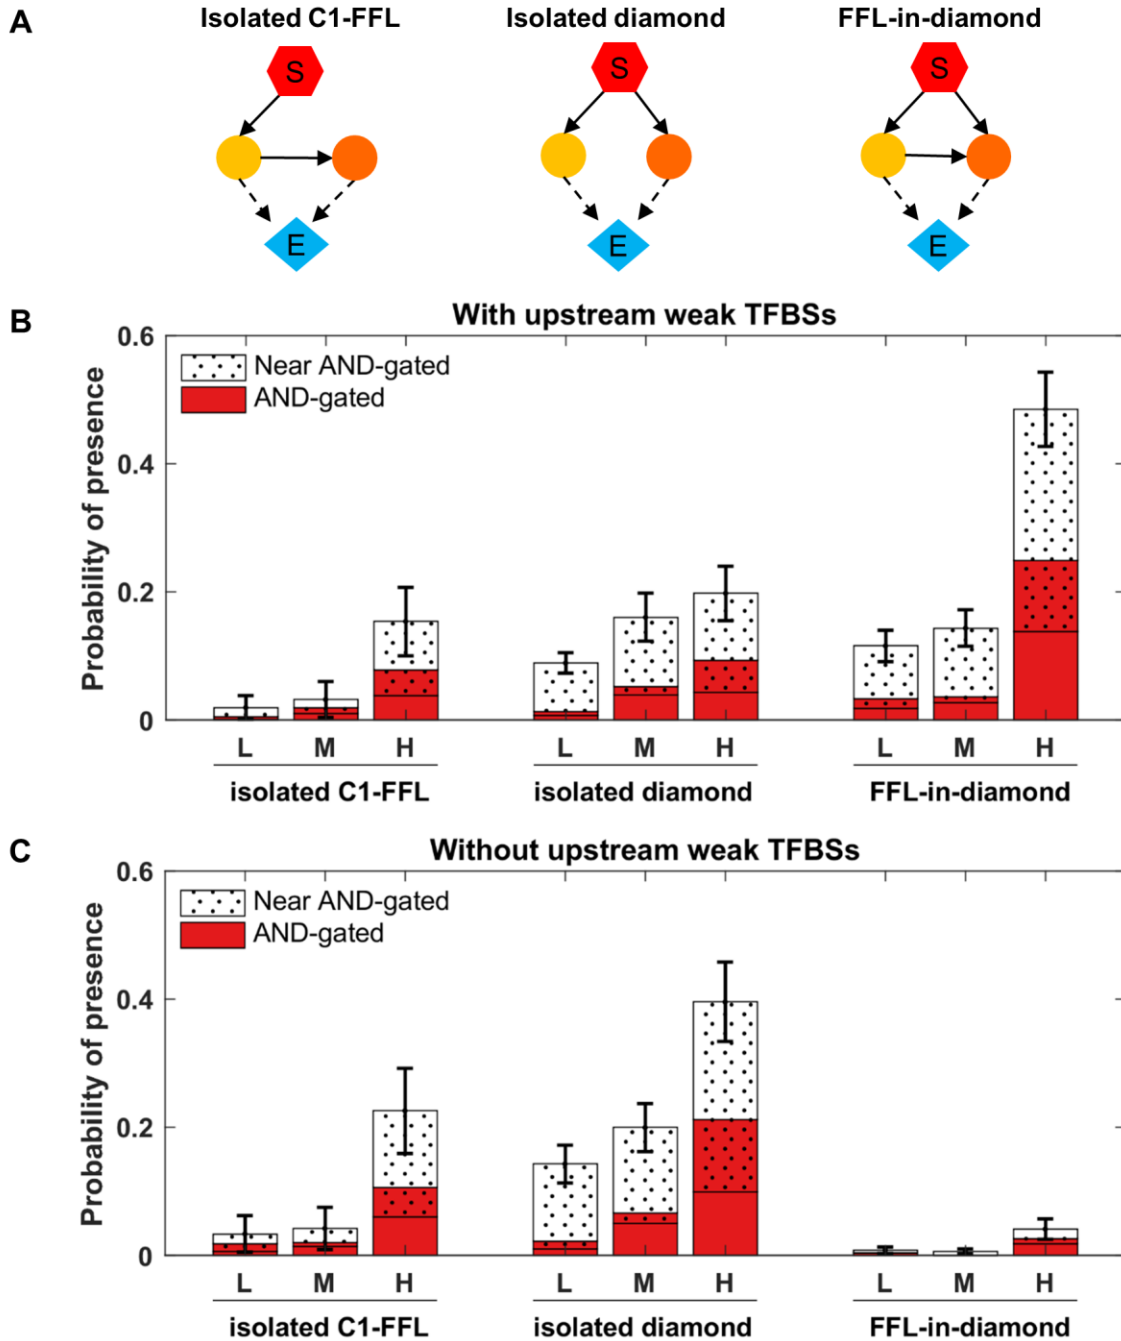 A
Isolated C1-FFL
Isolated diamond
FFL-in-diamond
S
S
S
E
E
E
B
With upstream weak TFBSs
0.6
0.4
0.2
0
Probability of presence
Near AND-gated
AND-gated
L M H L M H L M H
isolated C1-FFL
isolated diamond
FFL-in-diamond
C
Without upstream weak TFBSs
0.6
0.4
0.2
0
Probability of presence
Near AND-gated
AND-gated
L M H L M H L M H
isolated C1-FFL
isolated diamond
FFL-in-diamond